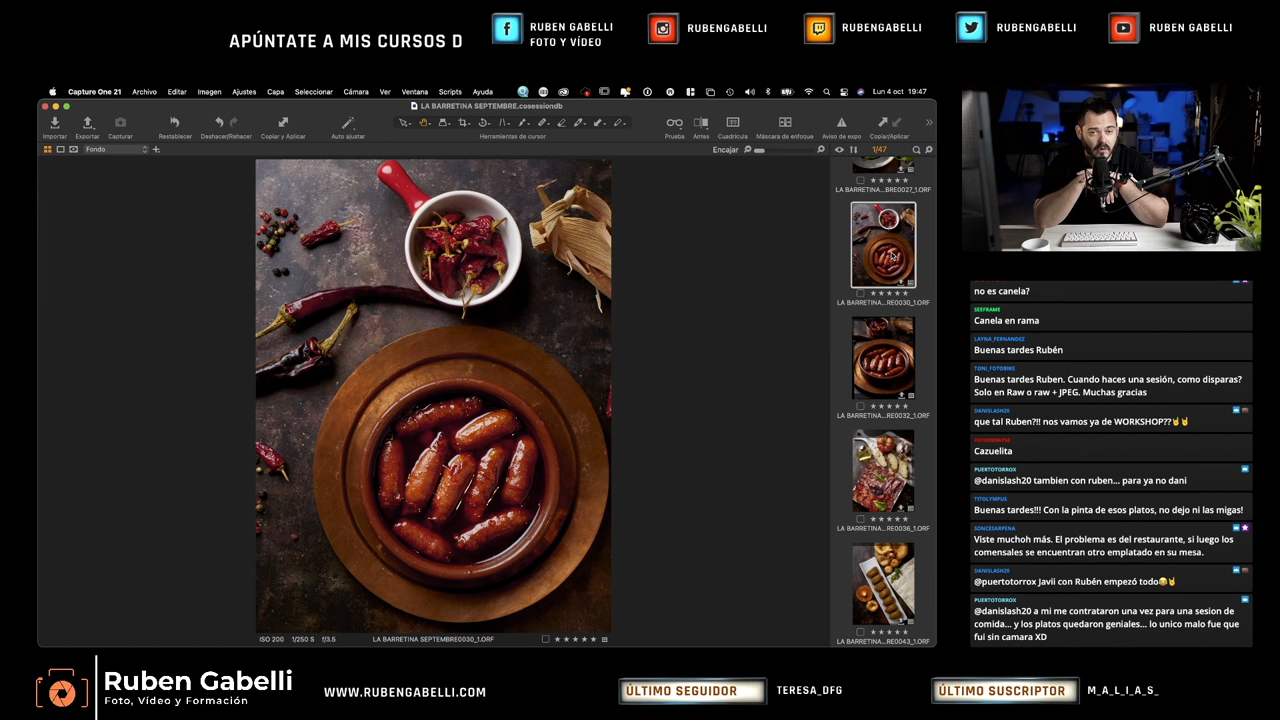 APÚNTATE A MIS CURSOS D
RUBEN GABELLI
FOTO Y VÍDEO
RUBENGABELLI
RUBENGABELLI
RUBENGABELLI
RUBEN GABELLI
Capture One 21 Archivo Editar Imagen Ajustes Capa Seleccionar Cámara Ver Ventana Scripts Ayuda Lun 4 oct 19:47
LA BARRETINA SEPTEMBRE.cosessiondb
Importar Exportar Capturar Restablecer Deshacer/Rehacer Copiar y Aplicar Auto ajustar Herramientas de cursor Prueba Antes Cuadrícula Máscara de enfoque Aviso de expo Copiar/Aplicar
Fondo Encajar 1/47
LA BARRETINA...BRE0027_1.ORF
LA BARRETINA...RE0030_1.ORF
LA BARRETINA...RE0032_1.ORF
LA BARRETINA...RE0036_1.ORF
LA BARRETINA...RE0043_1.ORF
ISO 200 1/250 S f/3.5 LA BARRETINA SEPTEMBRE0030_1.ORF
no es canela?
SEEFRAME
Canela en rama
LAYNA_FERNANDEZ
Buenas tardes Rubén
TONI_FOTOBIKE
Buenas tardes Ruben. Cuando haces una sesión, como disparas?
Solo en Raw o raw + JPEG. Muchas gracias
DANISLASH20
que tal Ruben?!! nos vamos ya de WORKSHOP??🤘🤘
Cazuelita
PUERTOTORROX
@danislash20 tambien con ruben... para ya no dani
TITOLYMPUS
Buenas tardes!!! Con la pinta de esos platos, no dejo ni las migas!
SONCESARPENA
Viste muchoh más. El problema es del restaurante, si luego los
comensales se encuentran otro emplatado en su mesa.
DANISLASH20
@puertotorrox Javii con Rubén empezó todo😂🤘
PUERTOTORROX
@danislash20 a mi me contrataron una vez para una sesion de
comida... y los platos quedaron geniales... lo unico malo fue que
fui sin camara XD
Ruben Gabelli
Foto, Vídeo y Formación
WWW.RUBENGABELLI.COM
ÚLTIMO SEGUIDOR
TERESA_DFG
ÚLTIMO SUSCRIPTOR
M_A_L_I_A_S_